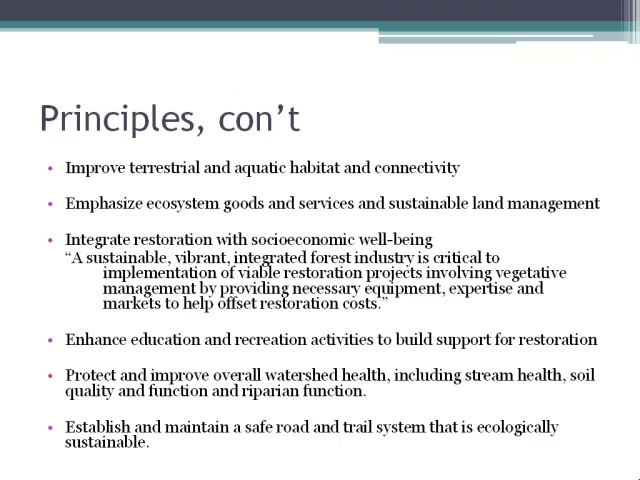 Principles, con’t
• Improve terrestrial and aquatic habitat and connectivity
• Emphasize ecosystem goods and services and sustainable land management
• Integrate restoration with socioeconomic well-being
“A sustainable, vibrant, integrated forest industry is critical to
implementation of viable restoration projects involving vegetative
management by providing necessary equipment, expertise and
markets to help offset restoration costs.”
• Enhance education and recreation activities to build support for restoration
• Protect and improve overall watershed health, including stream health, soil
quality and function and riparian function.
• Establish and maintain a safe road and trail system that is ecologically
sustainable.